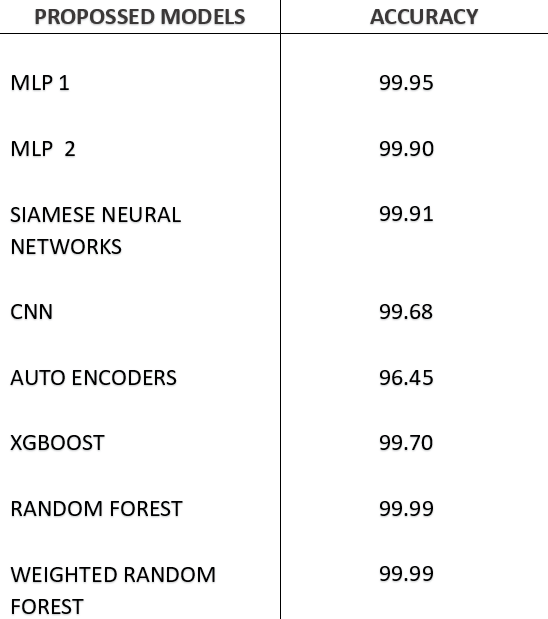 PROPOSSED MODELS ACCURACY
MLP 1 99.95
MLP 2 99.90
SIAMESE NEURAL 99.91
NETWORKS
CNN 99.68
AUTO ENCODERS 96.45
XGBOOST 99.70
RANDOM FOREST 99.99
WEIGHTED RANDOM 99.99
FOREST